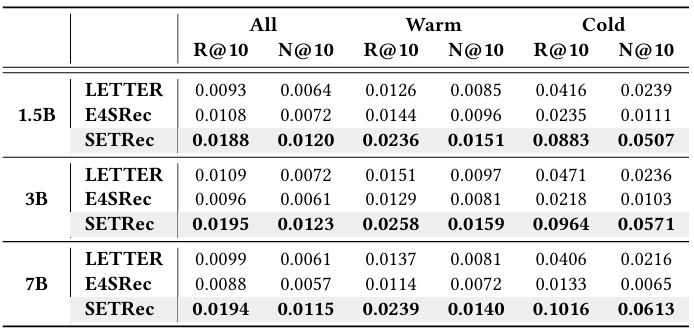 All Warm Cold
R@10 N@10 R@10 N@10 R@10 N@10
LETTER 0.0093 0.0064 0.0126 0.0085 0.0416 0.0239
1.5B E4SRec 0.0108 0.0072 0.0144 0.0096 0.0235 0.0111
SETRec 0.0188 0.0120 0.0236 0.0151 0.0883 0.0507
LETTER 0.0109 0.0072 0.0151 0.0097 0.0471 0.0236
3B E4SRec 0.0096 0.0061 0.0129 0.0081 0.0218 0.0103
SETRec 0.0195 0.0123 0.0258 0.0159 0.0964 0.0571
LETTER 0.0099 0.0061 0.0137 0.0081 0.0406 0.0216
7B E4SRec 0.0088 0.0057 0.0114 0.0072 0.0133 0.0065
SETRec 0.0194 0.0115 0.0239 0.0140 0.1016 0.0613